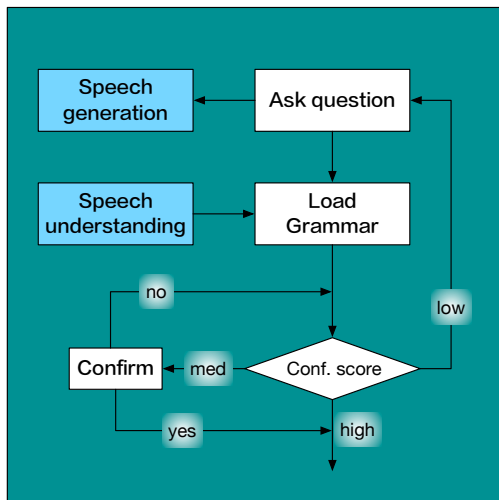 Speech
generation
Ask question
Speech
understanding
Load
Grammar
no
low
Confirm
med
Conf. score
yes
high